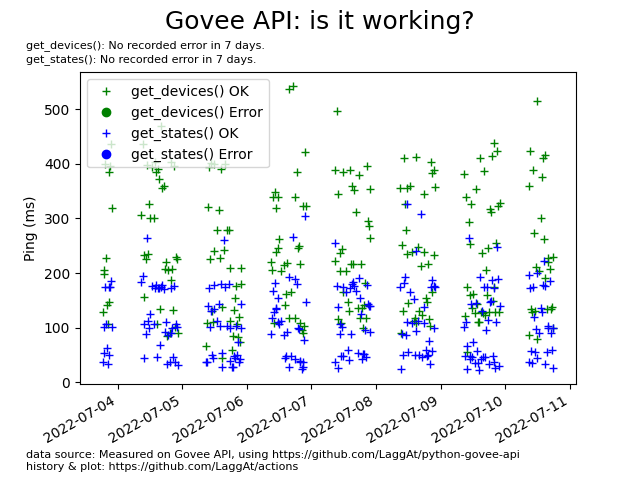 Govee API: is it working?
get_devices(): No recorded error in 7 days.
get_states(): No recorded error in 7 days.
get_devices() OK
get_devices() Error
get_states() OK
get_states() Error
500
400
300
200
100
0
Ping (ms)
2022-07-04
2022-07-05
2022-07-06
2022-07-07
2022-07-08
2022-07-09
2022-07-10
2022-07-11
data source: Measured on Govee API, using https://github.com/LaggAt/python-govee-api
history & plot: https://github.com/LaggAt/actions